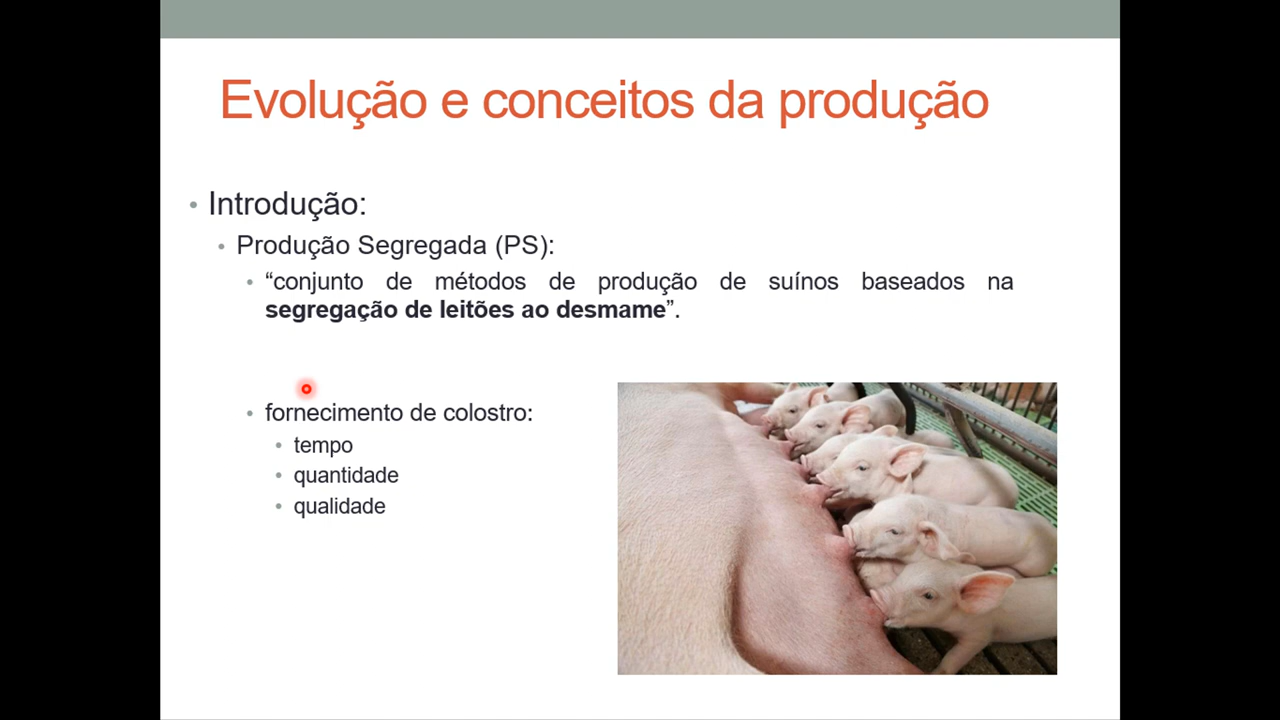 Evolução e conceitos da produção
• Introdução:
• Produção Segregada (PS):
• “conjunto de métodos de produção de suínos baseados na
segregação de leitões ao desmame”.
• fornecimento de colostro:
• tempo
• quantidade
• qualidade